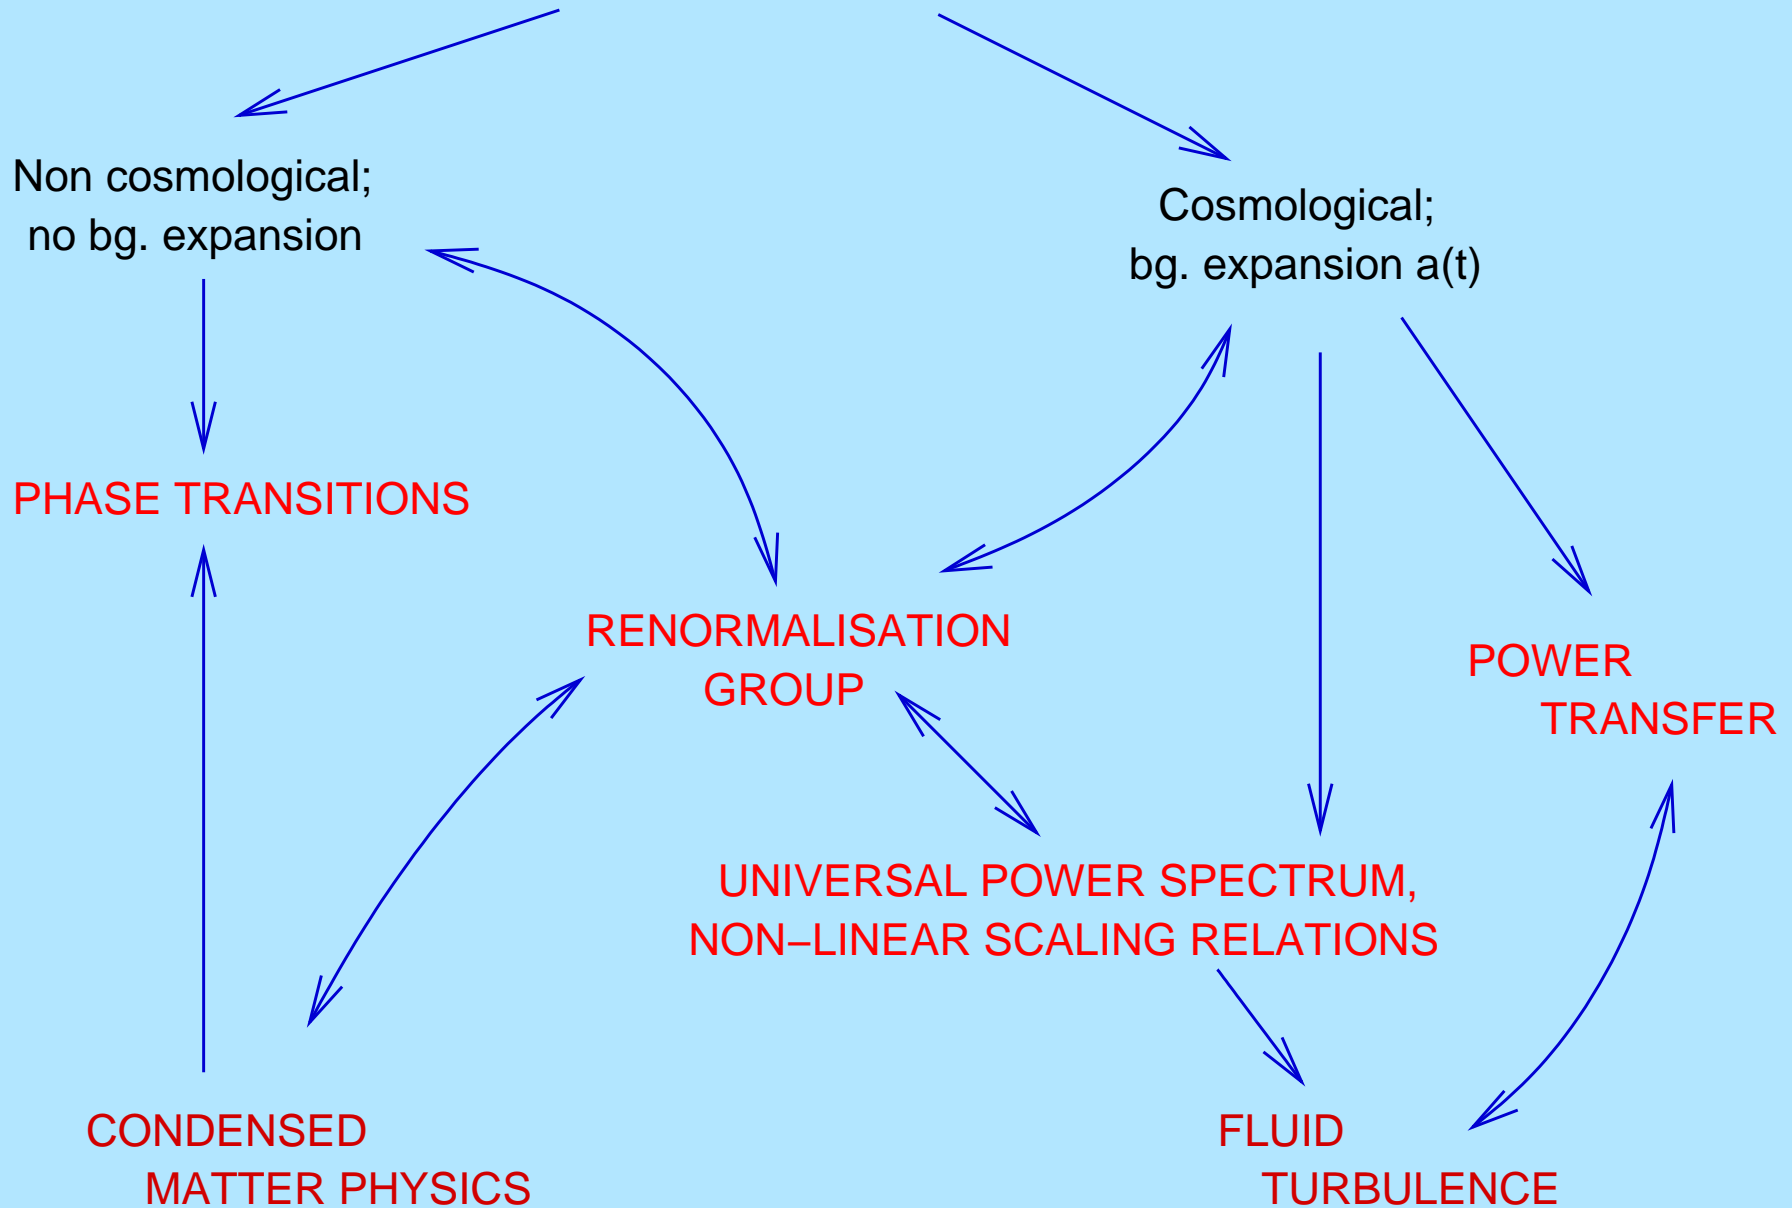 Non cosmological;
no bg. expansion
Cosmological;
bg. expansion a(t)
PHASE TRANSITIONS
RENORMALISATION
GROUP
POWER
TRANSFER
UNIVERSAL POWER SPECTRUM,
NON−LINEAR SCALING RELATIONS
CONDENSED
MATTER PHYSICS
FLUID
TURBULENCE